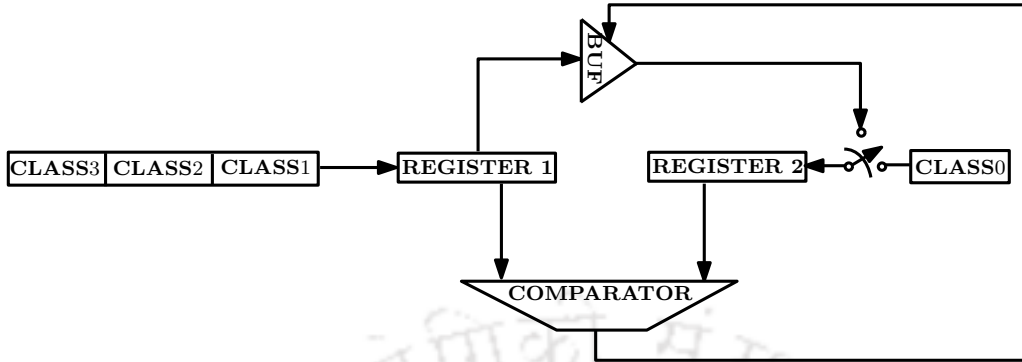 BUF
CLASS3 CLASS2 CLASS1 REGISTER 1 REGISTER 2 CLASS0
COMPARATOR